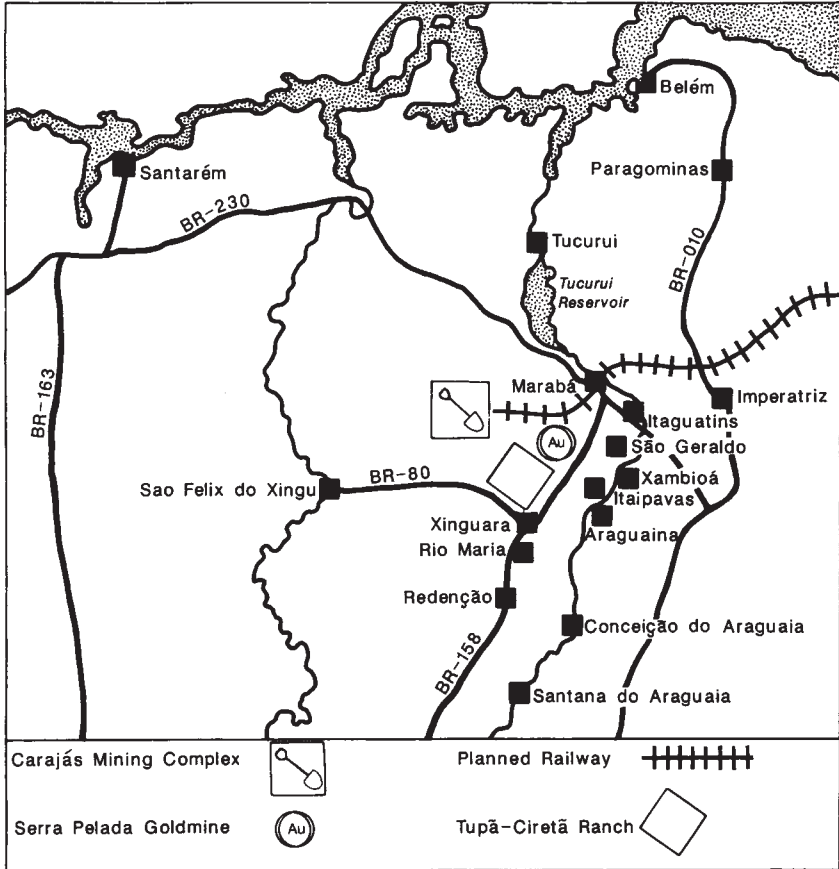 Belém
Santarém
Paragominas
BR-230
Tucurui
BR-010
Tucurui
Reservoir
BR-163
Marabá
Imperatriz
Itaguatins
Au
São Geraldo
BR-80
Xambioá
Sao Felix do Xingu
Itaipavas
Xinguara
Araguaina
Rio Maria
Redenção
Conceição do Araguaia
BR-158
Santana do Araguaia
Carajás Mining Complex
Planned Railway
Serra Pelada Goldmine
Au
Tupã-Ciretã Ranch